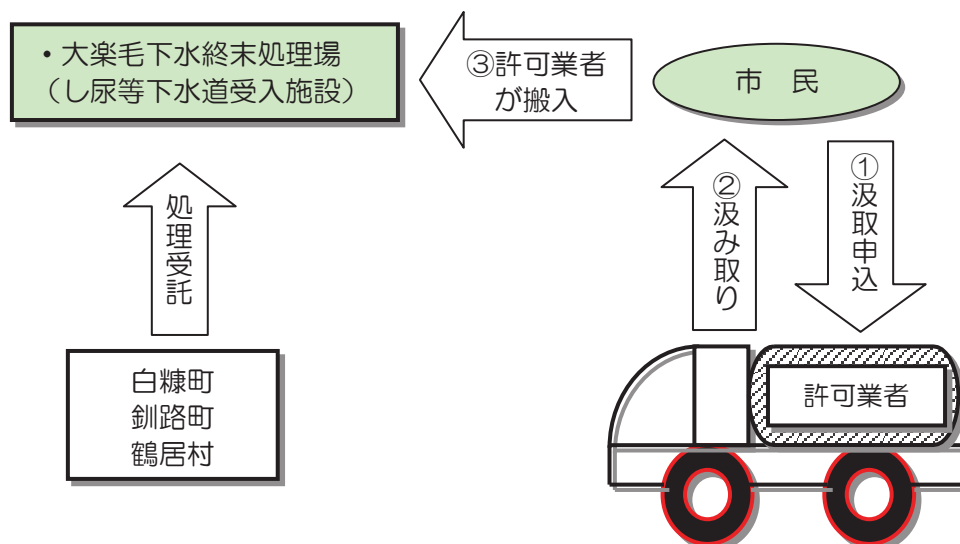 ・大楽毛下水終末処理場
（し尿等下水道受入施設）
③許可業者
が搬入
市　民
処理受託
②汲み取り
①汲取申込
白糠町
釧路町
鶴居村
許可業者